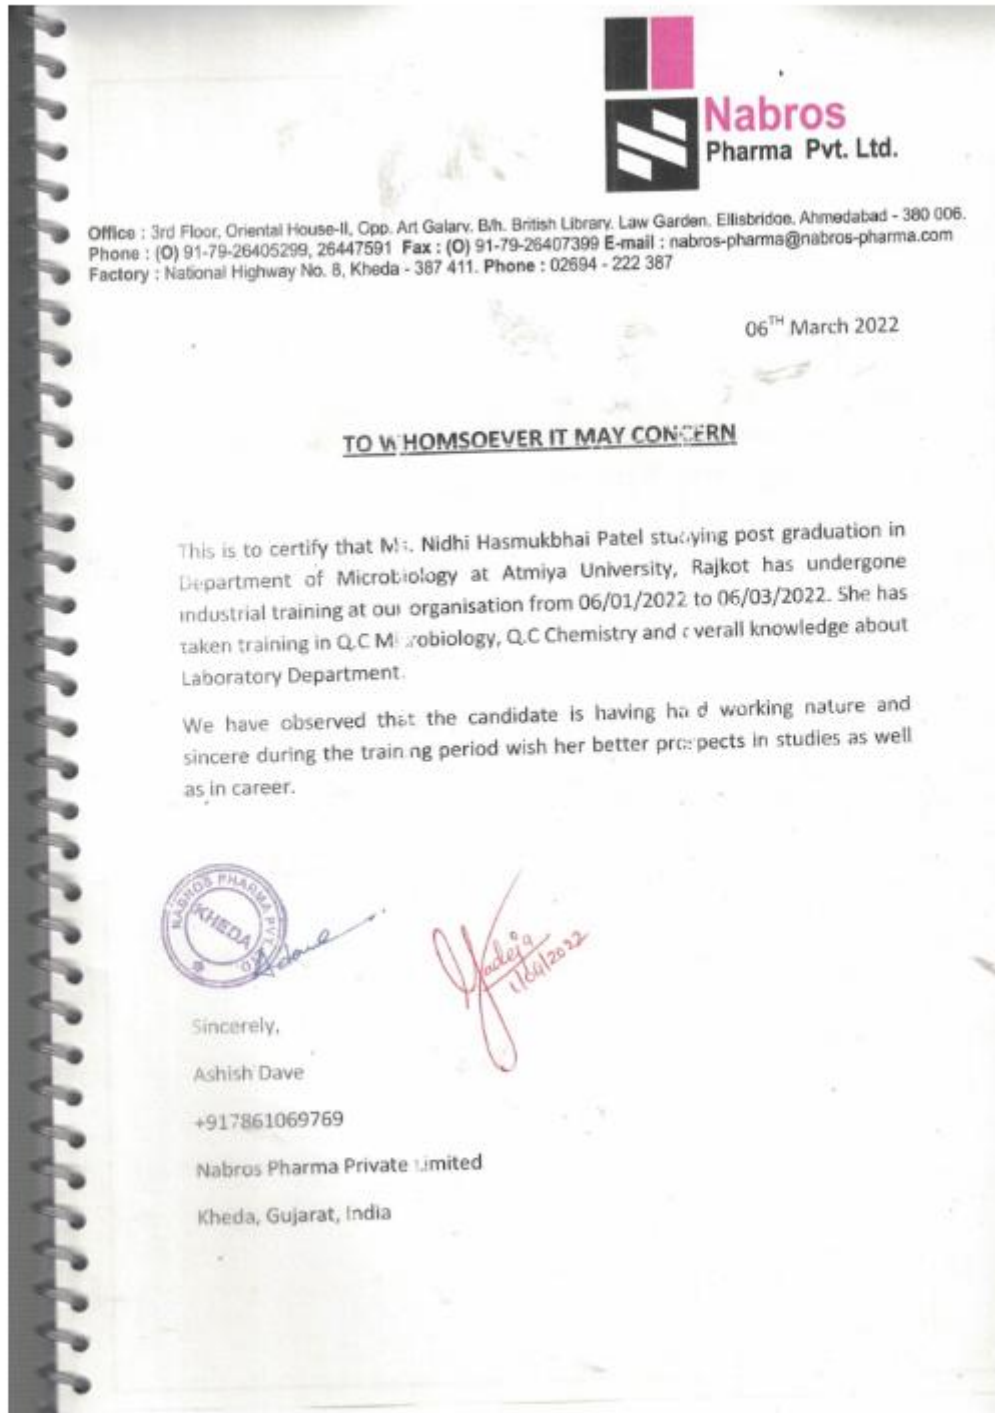 Nabros
Pharma Pvt. Ltd.
Office : 3rd Floor, Oriental House-II, Opp. Art Galary, B/h. British Library, Law Garden, Ellisbridge, Ahmedabad - 380 006.
Phone : (O) 91-79-26405299, 26447591 Fax : (O) 91-79-26407399 E-mail : nabros-pharma@nabros-pharma.com
Factory : National Highway No. 8, Kheda - 387 411. Phone : 02694 - 222 387
06TH March 2022
TO WHOMSOEVER IT MAY CONCERN
This is to certify that Ms. Nidhi Hasmukbhai Patel studying post graduation in
Department of Microbiology at Atmiya University, Rajkot has undergone
industrial training at our organisation from 06/01/2022 to 06/03/2022. She has
taken training in Q.C Microbiology, Q.C Chemistry and overall knowledge about
Laboratory Department.
We have observed that the candidate is having hard working nature and
sincere during the training period wish her better prospects in studies as well
as in career.
NABROS PHARMA PVT. LTD.
KHEDA
Adave
1/04/2022
Sincerely,
Ashish Dave
+917861069769
Nabros Pharma Private Limited
Kheda, Gujarat, India